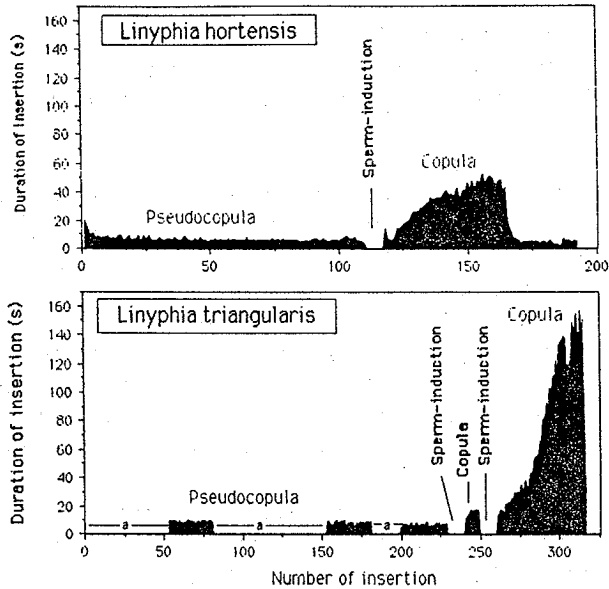 160
140
120
100
80
60
40
20
0
Duration of Insertion (s)
Linyphia hortensis
Pseudocopula
Sperm-induction
Copula
0 50 100 150 200
160
140
120
100
80
60
40
20
0
Duration of insertion (s)
Linyphia triangularis
Pseudocopula
a a a
Sperm-induction
Copula
Sperm-induction
Copula
0 50 100 150 200 250 300
Number of insertion